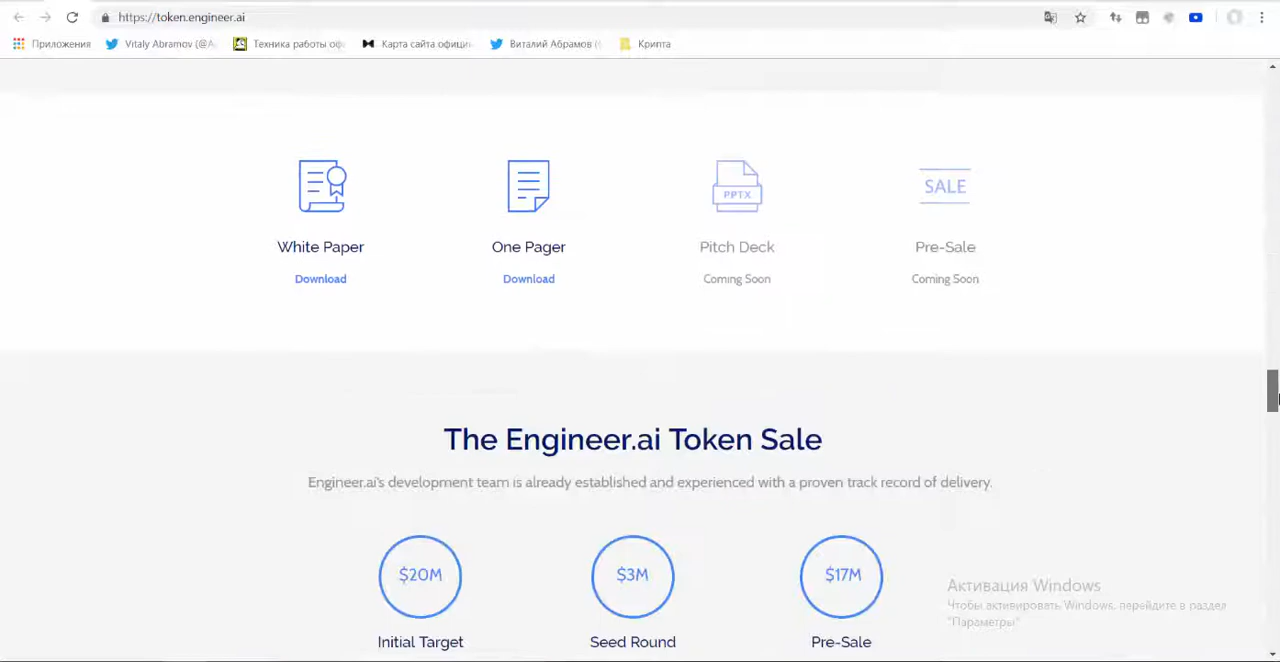 https://token.engineer.ai
Приложения
Vitaly Abramov (@A
Техника работы оф
Карта сайта офици
Виталий Абрамов (
Крипта
PPTX
SALE
White Paper
One Pager
Pitch Deck
Pre-Sale
Download
Download
Coming Soon
Coming Soon
The Engineer.ai Token Sale
Engineer.ai's development team is already established and experienced with a proven track record of delivery.
$20M
$3M
$17M
Initial Target
Seed Round
Pre-Sale
Активация Windows
Чтобы активировать Windows, перейдите в раздел
"Параметры"